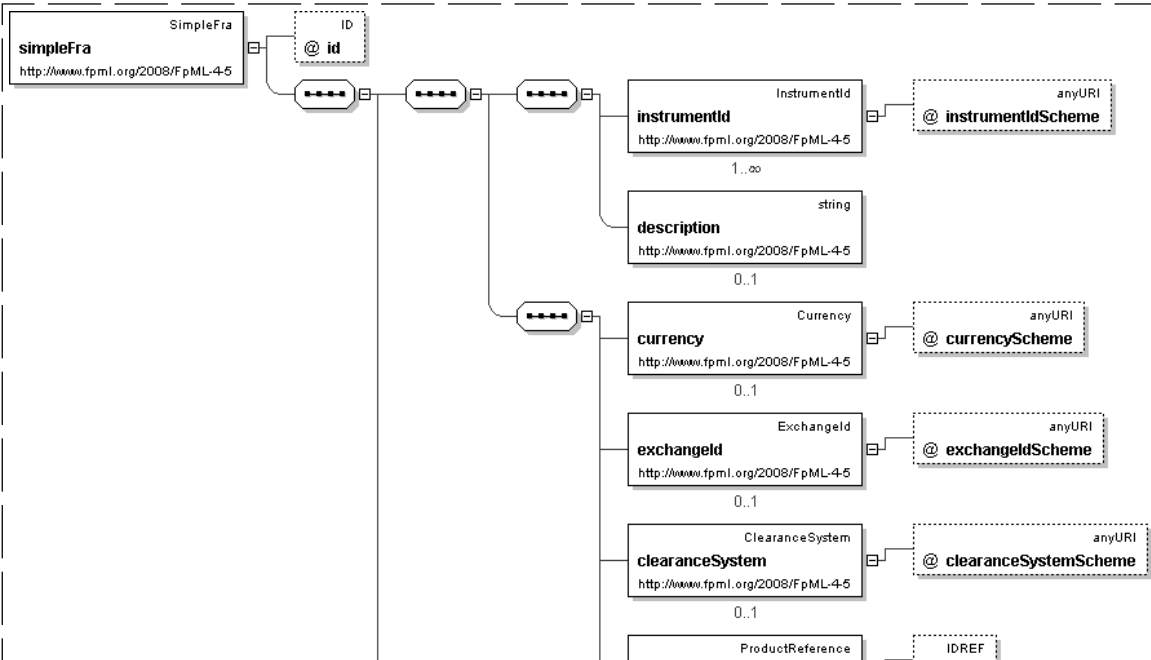 SimpleFra
simpleFra
http://www.fpml.org/2008/FpML-4-5
ID
@ id
InstrumentId
instrumentId
http://www.fpml.org/2008/FpML-4-5
1..∞
anyURI
@ instrumentIdScheme
string
description
http://www.fpml.org/2008/FpML-4-5
0..1
Currency
currency
http://www.fpml.org/2008/FpML-4-5
0..1
anyURI
@ currencyScheme
ExchangeId
exchangeId
http://www.fpml.org/2008/FpML-4-5
0..1
anyURI
@ exchangeIdScheme
ClearanceSystem
clearanceSystem
http://www.fpml.org/2008/FpML-4-5
0..1
anyURI
@ clearanceSystemScheme
ProductReference
IDREF